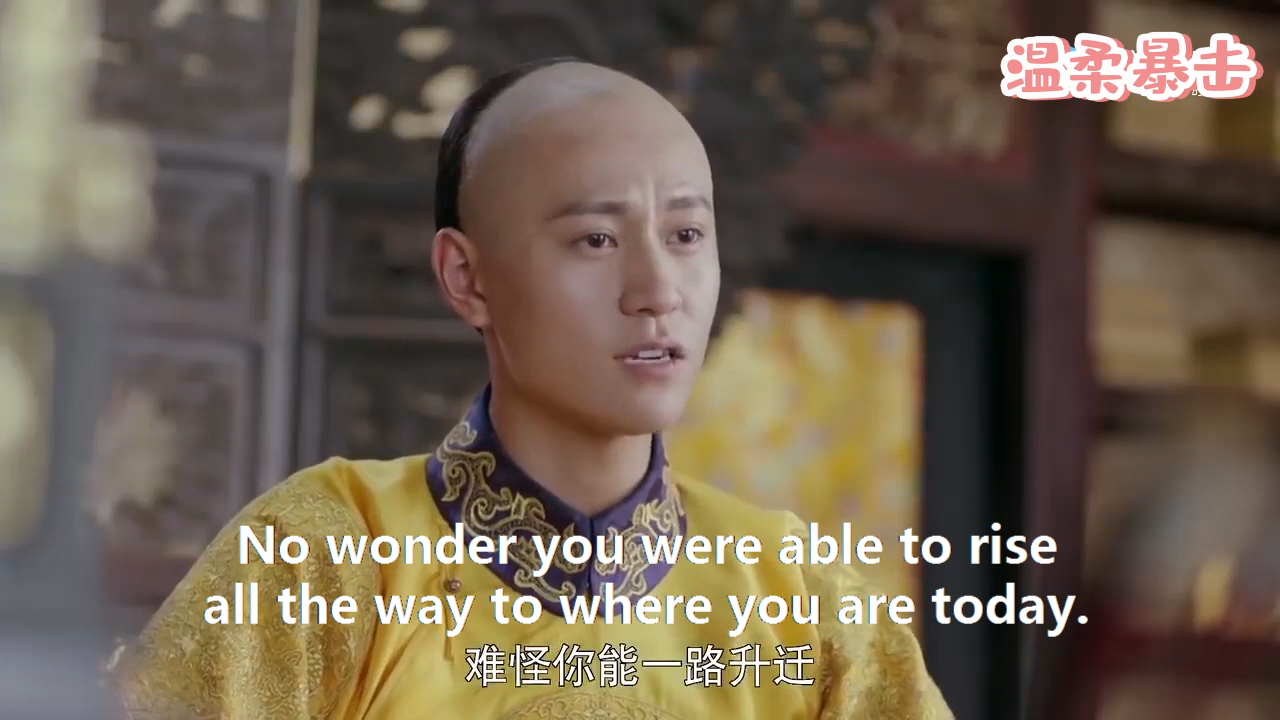 温柔暴击
No wonder you were able to rise
all the way to where you are today.
难怪你能一路升迁